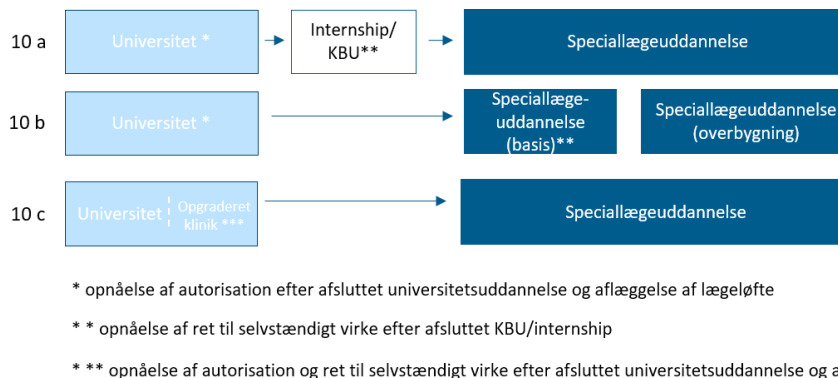 10 a
Universitet *
Internship/
KBU**
Speciallægeuddannelse
10 b
Universitet *
Speciallæge-
uddannelse
(basis)**
Speciallægeuddannelse
(overbygning)
10 c
Universitet
Opgraderet
klinik ***
Speciallægeuddannelse
* opnåelse af autorisation efter afsluttet universitetsuddannelse og aflæggelse af lægeløfte
* * opnåelse af ret til selvstændigt virke efter afsluttet KBU/internship
* ** opnåelse af autorisation og ret til selvstændigt virke efter afsluttet universitetsuddannelse og